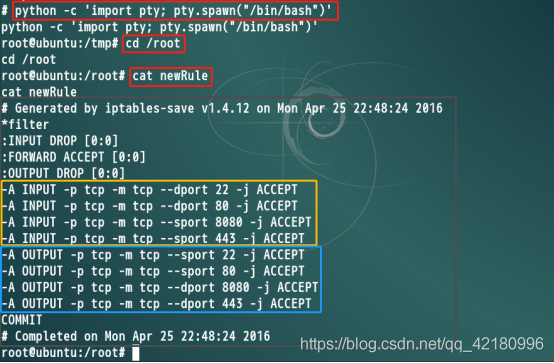 # python -c 'import pty; pty.spawn("/bin/bash")'
python -c 'import pty; pty.spawn("/bin/bash")'
root@ubuntu:/tmp# cd /root
cd /root
root@ubuntu:/root# cat newRule
cat newRule
# Generated by iptables-save v1.4.12 on Mon Apr 25 22:48:24 2016
*filter
:INPUT DROP [0:0]
:FORWARD ACCEPT [0:0]
:OUTPUT DROP [0:0]
-A INPUT -p tcp -m tcp --dport 22 -j ACCEPT
-A INPUT -p tcp -m tcp --dport 80 -j ACCEPT
-A INPUT -p tcp -m tcp --sport 8080 -j ACCEPT
-A INPUT -p tcp -m tcp --sport 443 -j ACCEPT
-A OUTPUT -p tcp -m tcp --sport 22 -j ACCEPT
-A OUTPUT -p tcp -m tcp --sport 80 -j ACCEPT
-A OUTPUT -p tcp -m tcp --dport 8080 -j ACCEPT
-A OUTPUT -p tcp -m tcp --dport 443 -j ACCEPT
COMMIT
# Completed on Mon Apr 25 22:48:24 2016
root@ubuntu:/root#
https://blog.csdn.net/qq_42180996